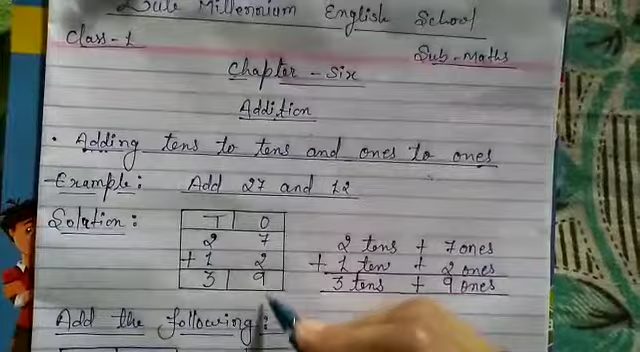 Millennium English School
Class-1
Sub-maths
Chapter-Six
Addition
• Adding tens to tens and ones to ones
Example: Add 27 and 12
Solution:
T O
2 7
+ 1 2
3 9
2 tens + 7 ones
+ 1 ten + 2 ones
3 tens + 9 ones
Add the following: